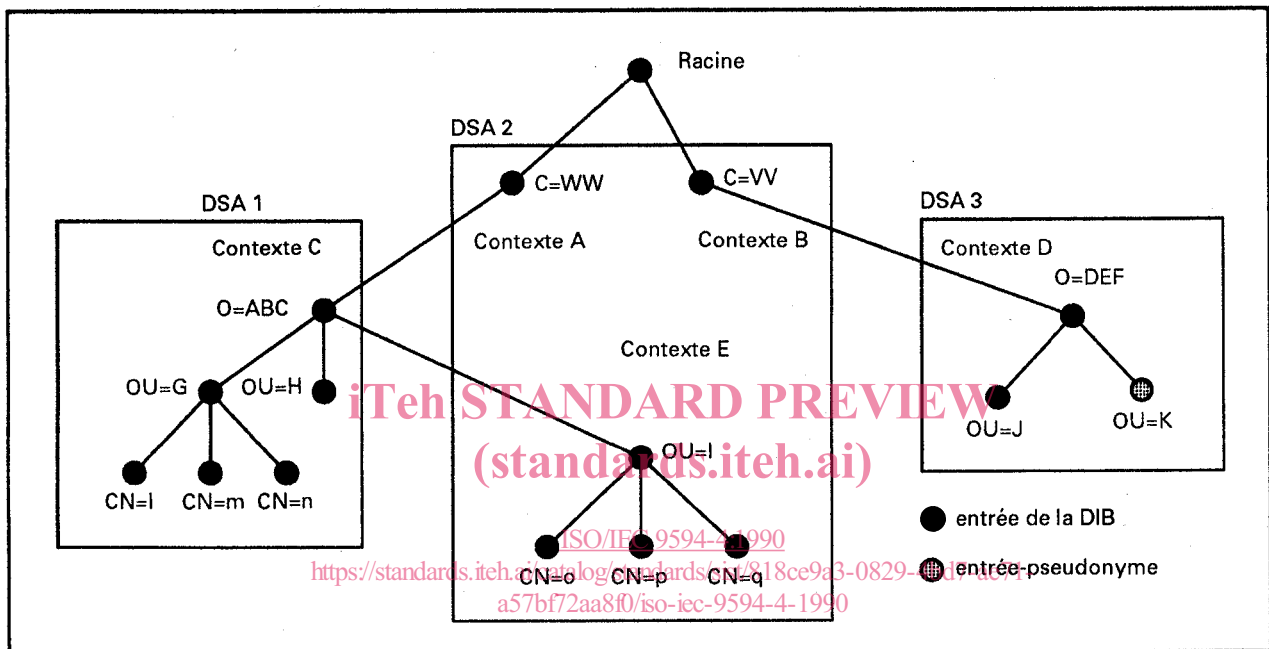 Racine
DSA 2
C=WW
C=VV
DSA 1
DSA 3
Contexte C
Contexte A
Contexte B
Contexte D
O=DEF
O=ABC
Contexte E
OU=G
OU=H
iTeh STANDARD PREVIEW
OU=J
OU=K
OU=I
(standards.iteh.ai)
CN=l
CN=m
CN=n
entrée de la DIB
ISO/IEC 9594-4:1990
entrée-pseudonyme
CN=o
CN=p
CN=q
https://standards.iteh.ai/catalog/standards/sist/818ce9a3-0829-
a57bf72aa8f0/iso-iec-9594-4-1990